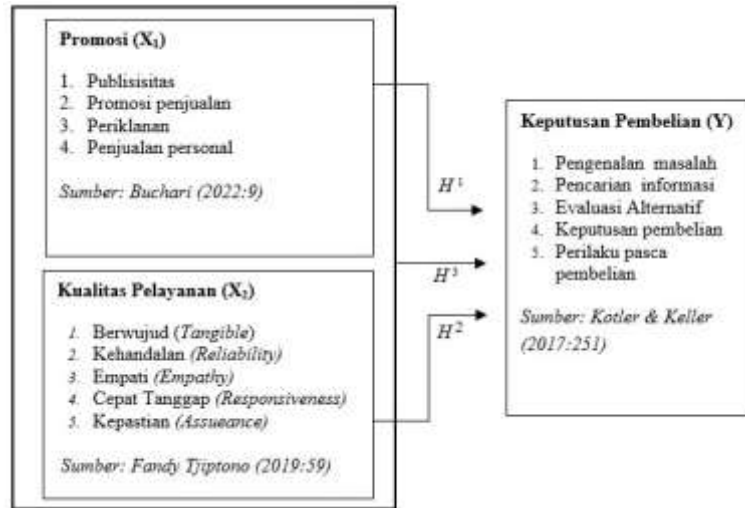 Promosi (X₁)
1. Publisisitas
2. Promosi penjualan
3. Periklanan
4. Penjualan personal
Sumber: Buchari (2022:9)
Kualitas Pelayanan (X₂)
1. Berwujud (Tangible)
2. Kehandalan (Reliability)
3. Empati (Empathy)
4. Cepat Tanggap (Responsiveness)
5. Kepastian (Assueance)
Sumber: Fandy Tjiptono (2019:59)
H¹
H³
H²
Keputusan Pembelian (Y)
1. Pengenalan masalah
2. Pencarian informasi
3. Evaluasi Alternatif
4. Keputusan pembelian
5. Perilaku pasca
pembelian
Sumber: Kotler & Keller
(2017:251)